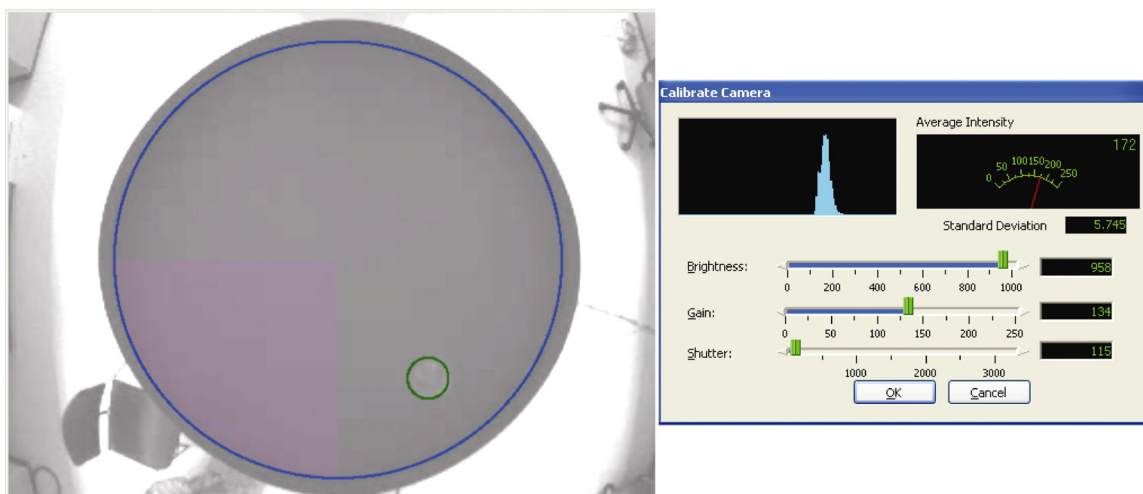 Calibrate Camera
Average Intensity
172
0 50 100 150 200 250
Standard Deviation 5.745
Brightness: 958
0 200 400 600 800 1000
Gain: 134
0 50 100 150 200 250
Shutter: 115
1000 2000 3000
OK Cancel